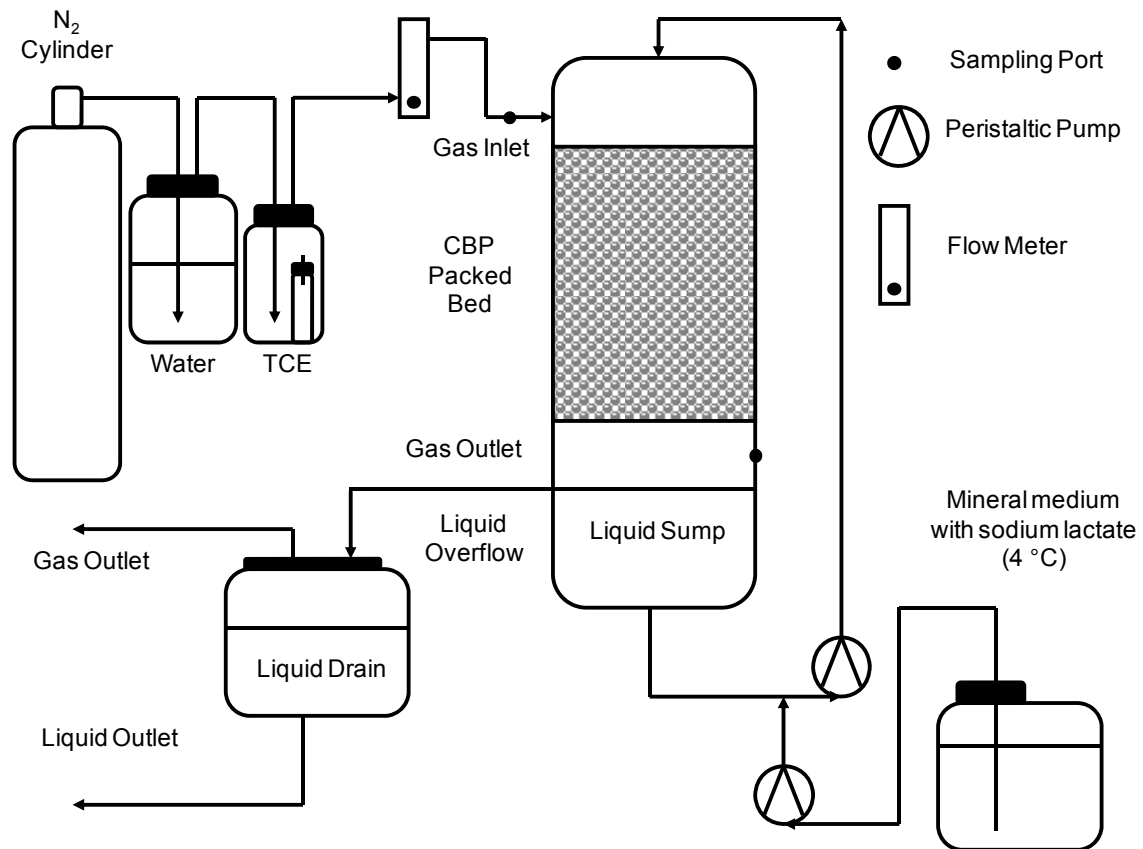 N₂
Cylinder
Sampling Port
Peristaltic Pump
Gas Inlet
Flow Meter
CBP
Packed
Bed
Water
TCE
Gas Outlet
Liquid
Overflow
Liquid Sump
Mineral medium
with sodium lactate
(4 °C)
Gas Outlet
Liquid Drain
Liquid Outlet